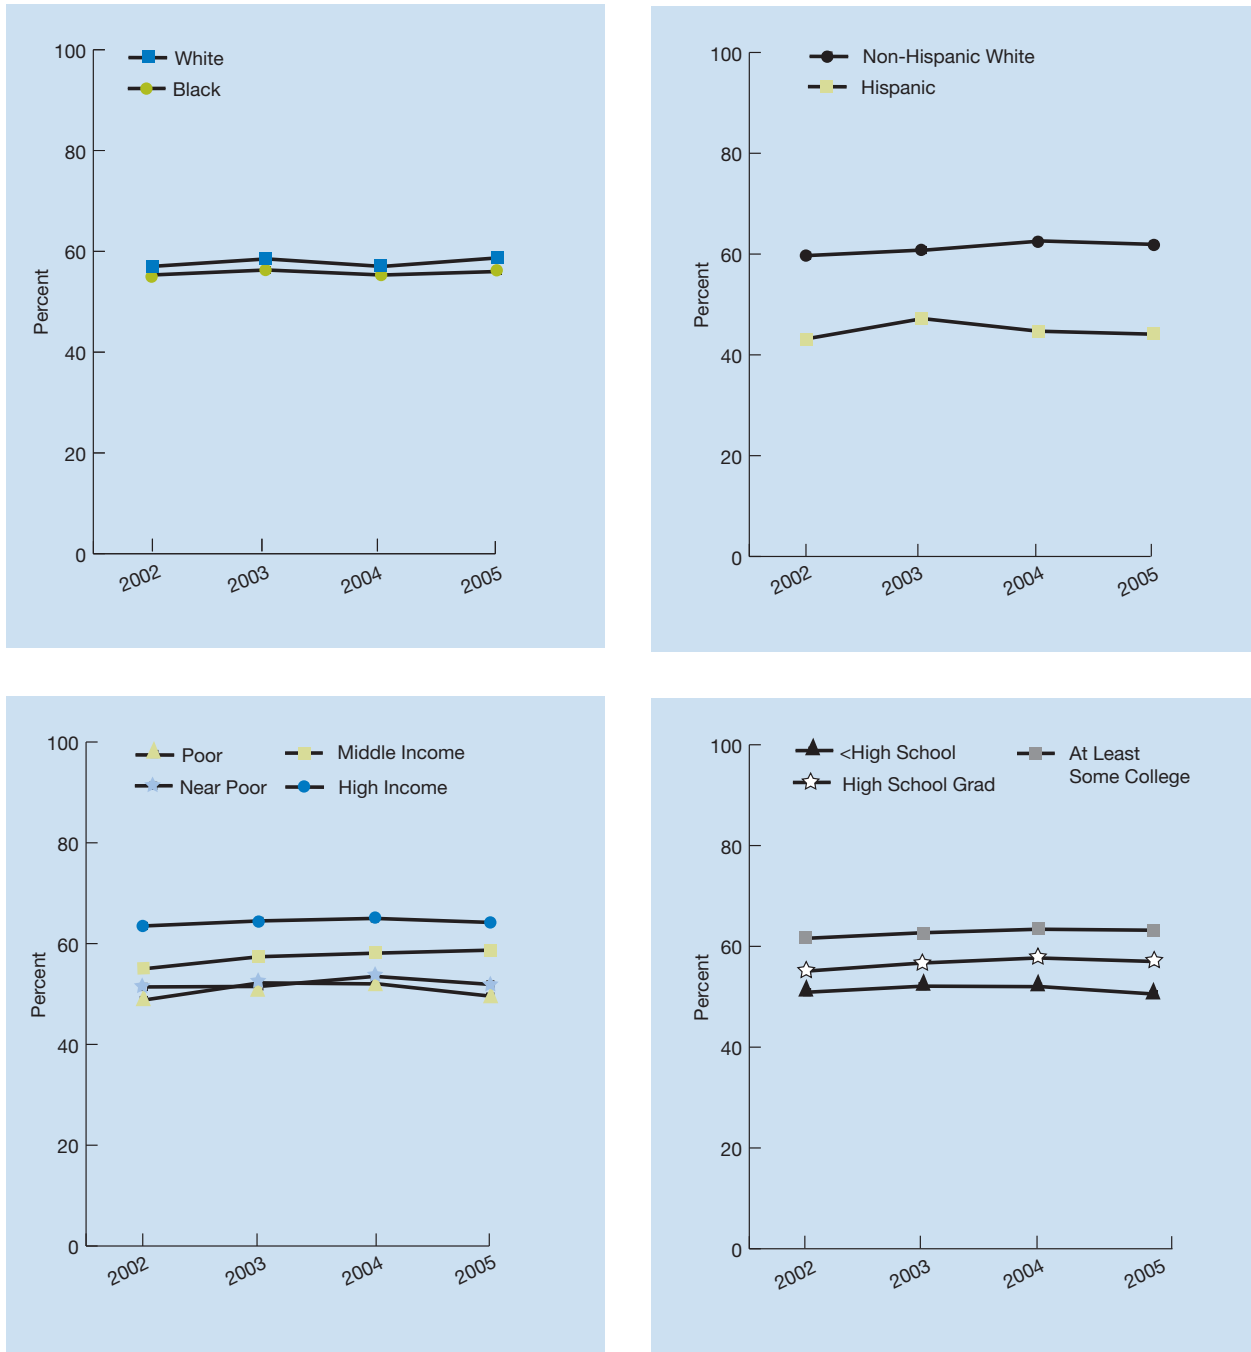 100
80
60
40
20
0
Percent
White
Black
2002
2003
2004
2005
100
80
60
40
20
0
Percent
Non-Hispanic White
Hispanic
2002
2003
2004
2005
100
80
60
40
20
0
Percent
Poor
Near Poor
Middle Income
High Income
2002
2003
2004
2005
100
80
60
40
20
0
Percent
<High School
High School Grad
At Least
Some College
2002
2003
2004
2005